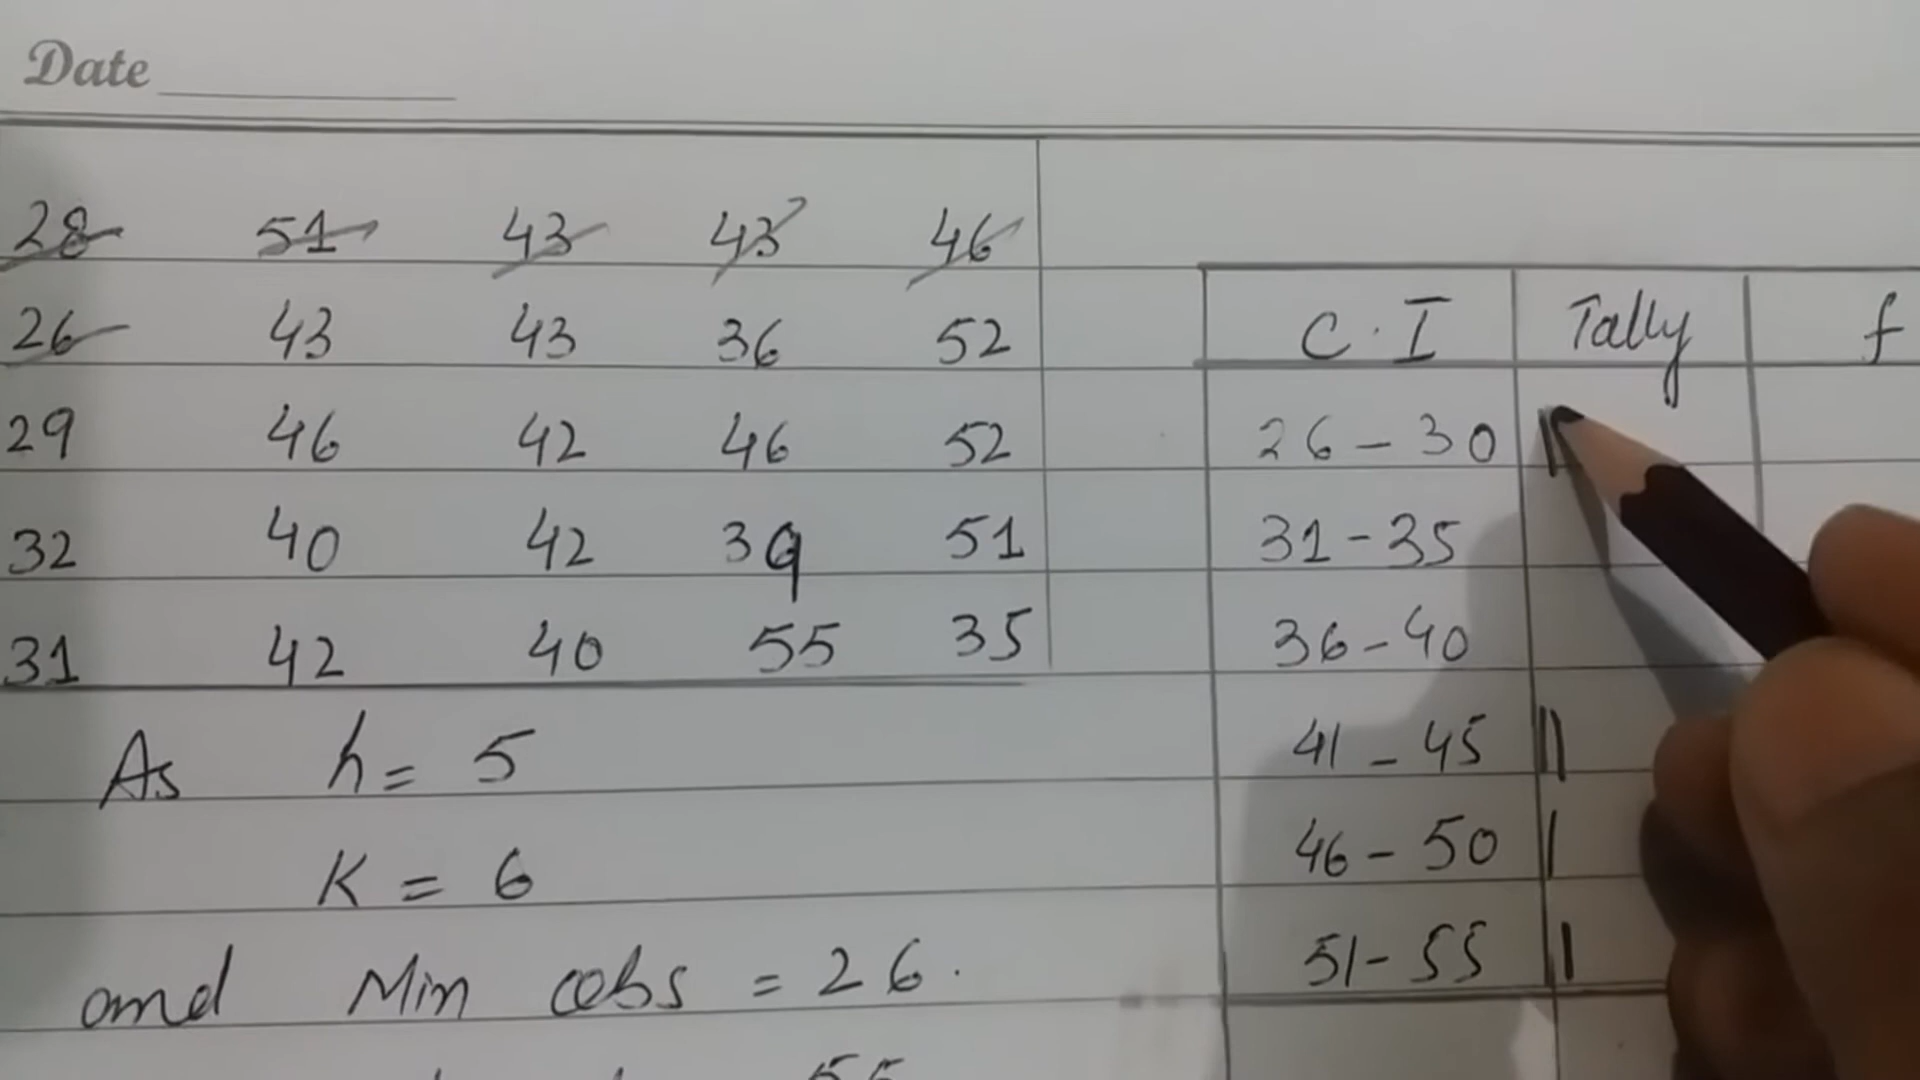 Date
28 51 43 43 46
26 43 43 36 52
29 46 42 46 52
32 40 42 39 51
31 42 40 55 35
As h = 5
K = 6
and Min obs = 26.
55
C.I Tally f
26 - 30
31 - 35
36 - 40
41 - 45 ||
46 - 50 |
51 - 55 |